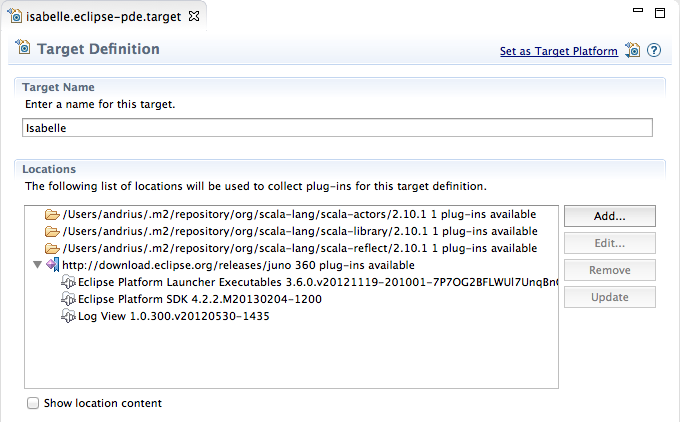 isabelle.eclipse-pde.target
Target Definition
Set as Target Platform
Target Name
Enter a name for this target.
Isabelle
Locations
The following list of locations will be used to collect plug-ins for this target definition.
/Users/andrius/.m2/repository/org/scala-lang/scala-actors/2.10.1 1 plug-ins available
/Users/andrius/.m2/repository/org/scala-lang/scala-library/2.10.1 1 plug-ins available
/Users/andrius/.m2/repository/org/scala-lang/scala-reflect/2.10.1 1 plug-ins available
http://download.eclipse.org/releases/juno 360 plug-ins available
Eclipse Platform Launcher Executables 3.6.0.v20121119-201001-7P7OG2BFLWUl7UnqBn
Eclipse Platform SDK 4.2.2.M20130204-1200
Log View 1.0.300.v20120530-1435
Add...
Edit...
Remove
Update
Show location content